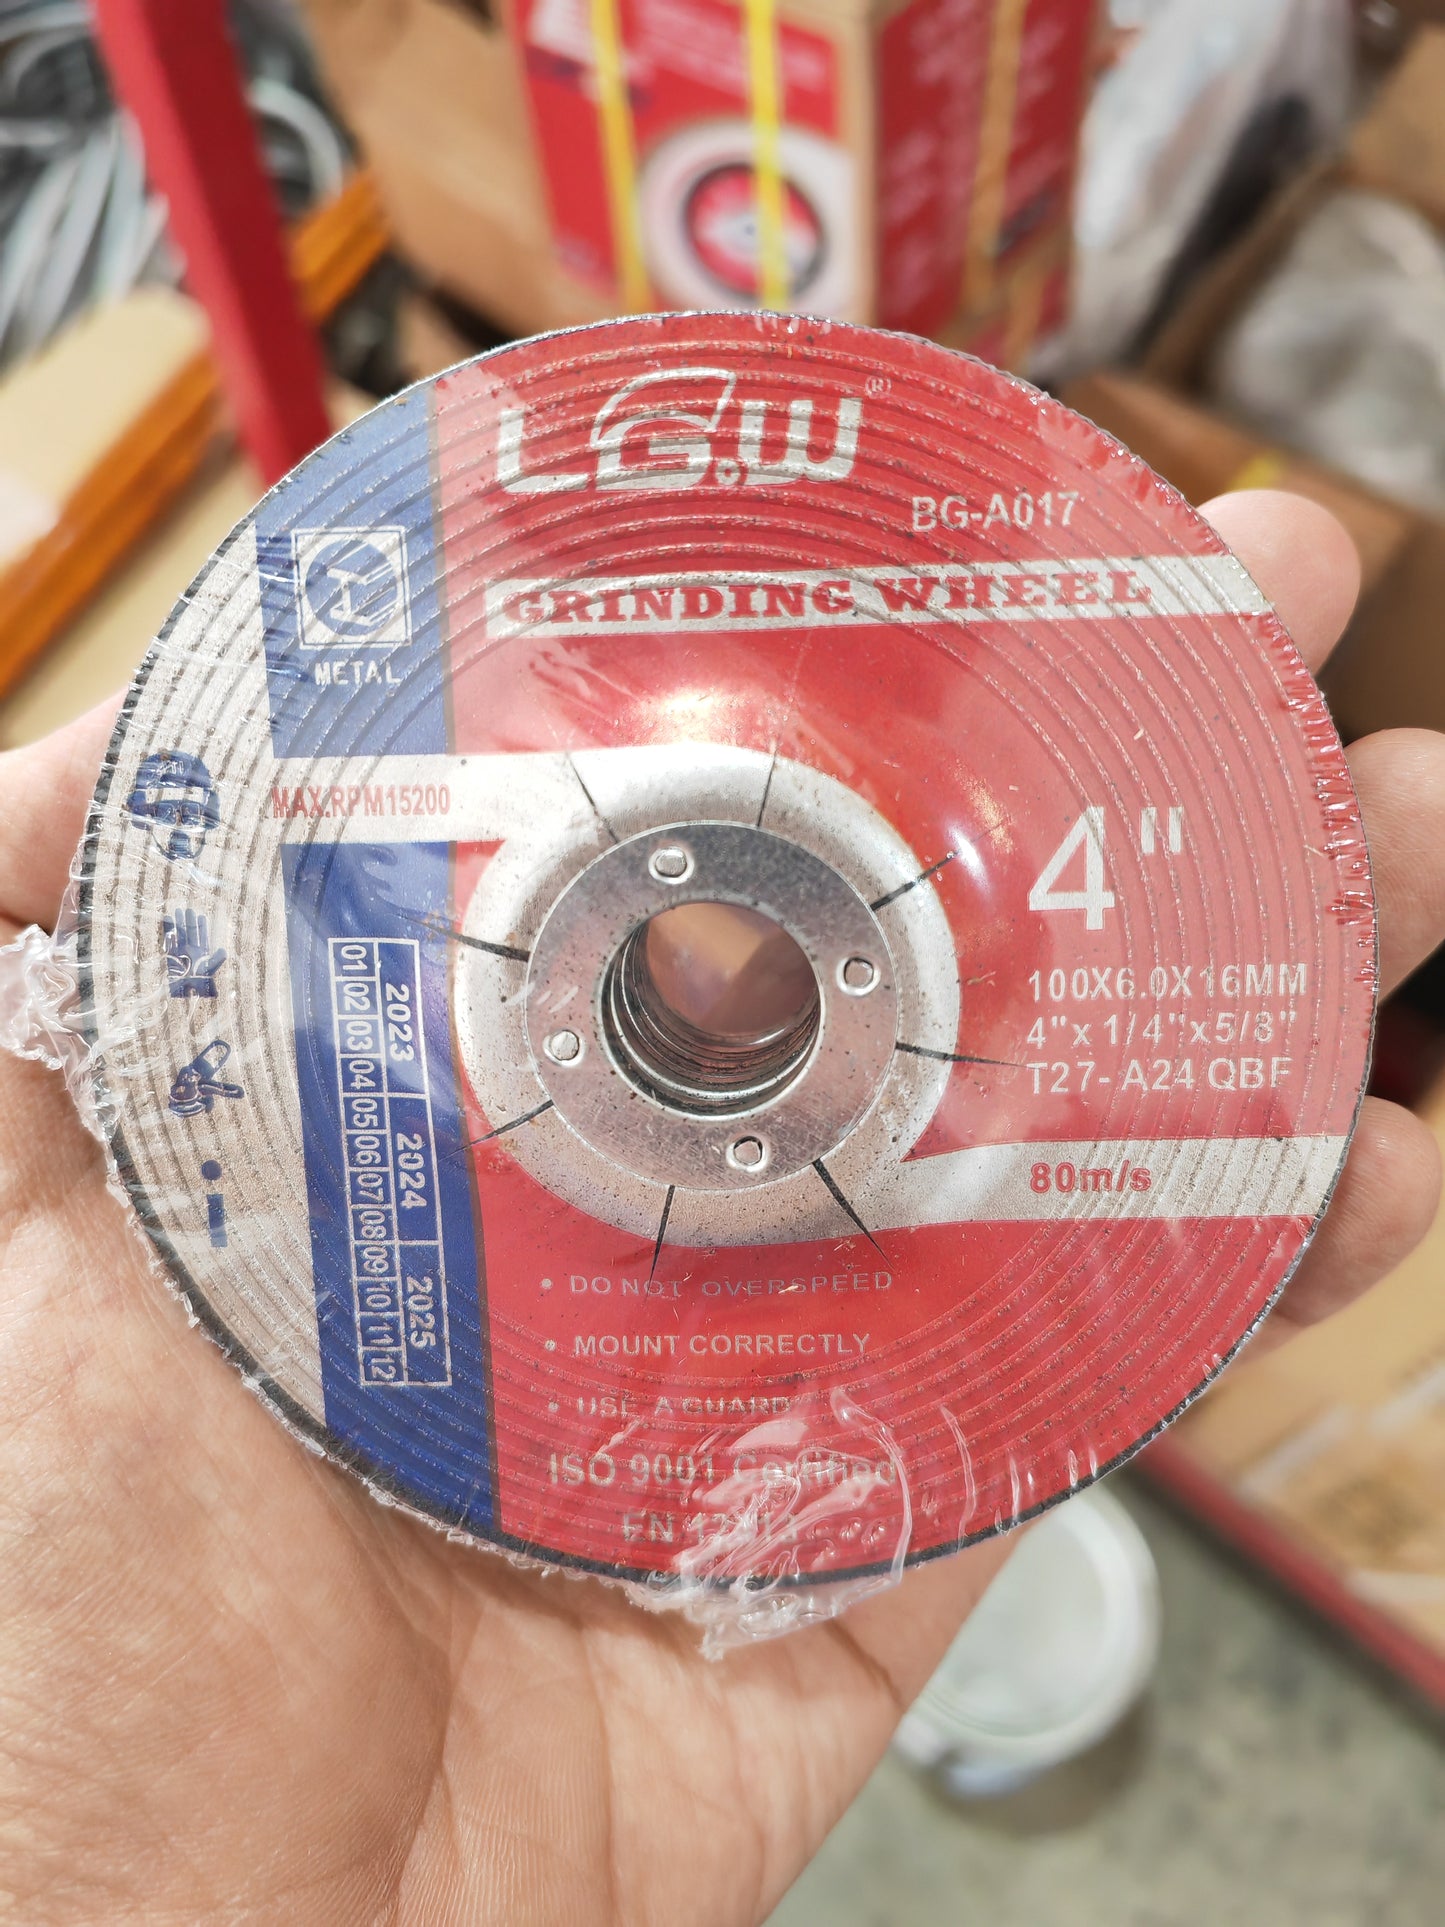 LGW®
BG-A017
GRINDING WHEEL
METAL
MAX.RPM15200
4"
100X6.0X16MM
4"x1/4"x5/8"
T27-A24 QBF
80m/s
2023 2024 2025
01 02 03 04 05 06 07 08 09 10 11 12
• DO NOT OVERSPEED
• MOUNT CORRECTLY
• USE A GUARD
ISO 9001 Certified
EN